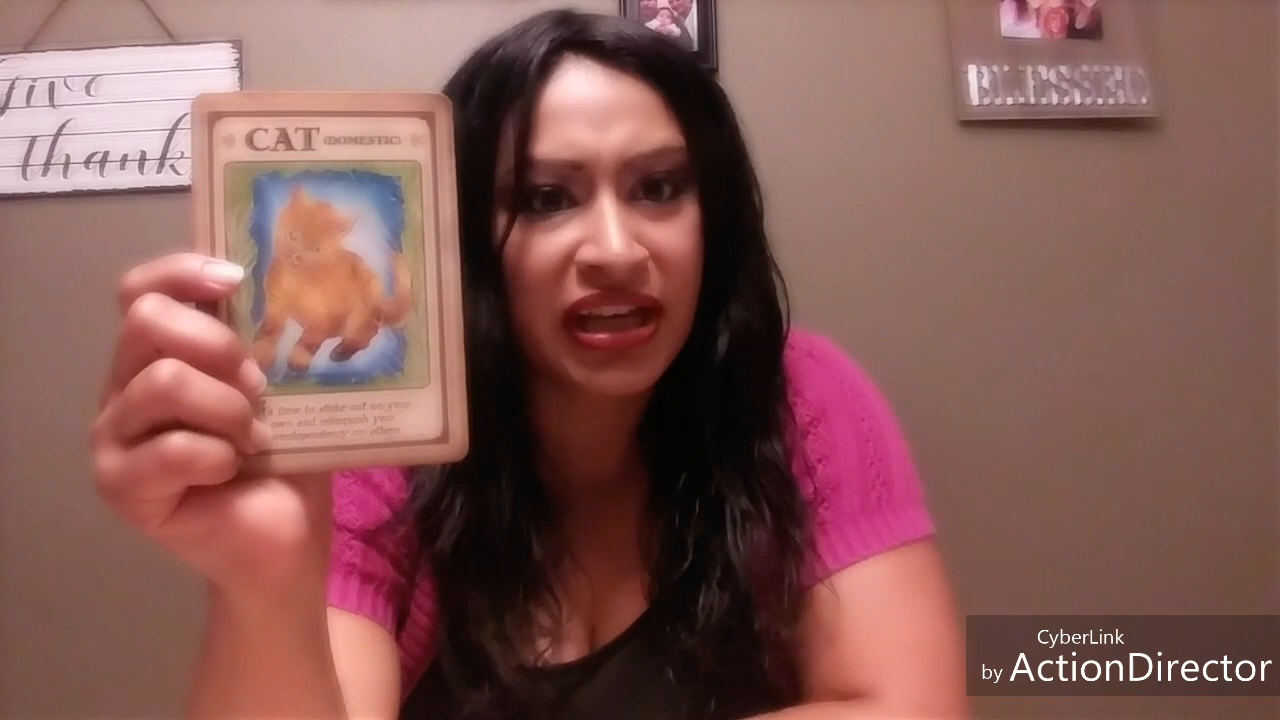 give
thank
BLESSED
CAT (DOMESTIC)
It's time to strike out on your
own and relinquish your
codependency on others
CyberLink
by ActionDirector